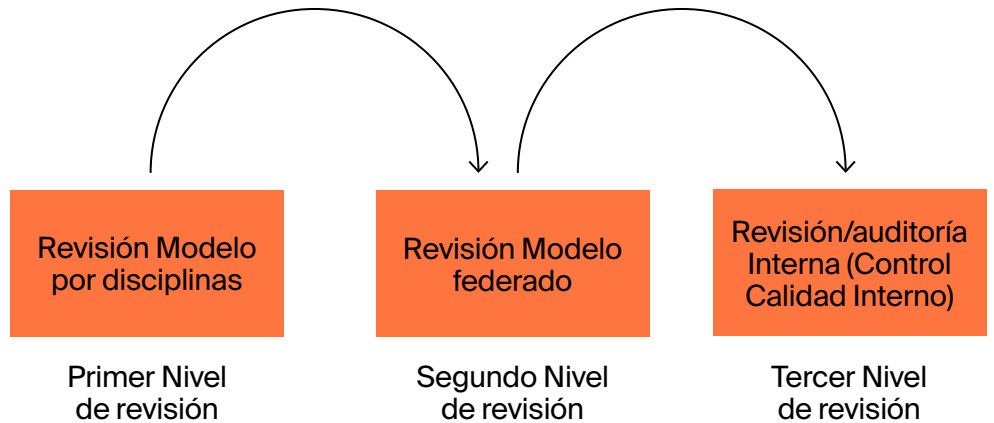 Revisión Modelo
por disciplinas
Revisión Modelo
federado
Revisión/auditoría
Interna (Control
Calidad Interno)
Primer Nivel
de revisión
Segundo Nivel
de revisión
Tercer Nivel
de revisión